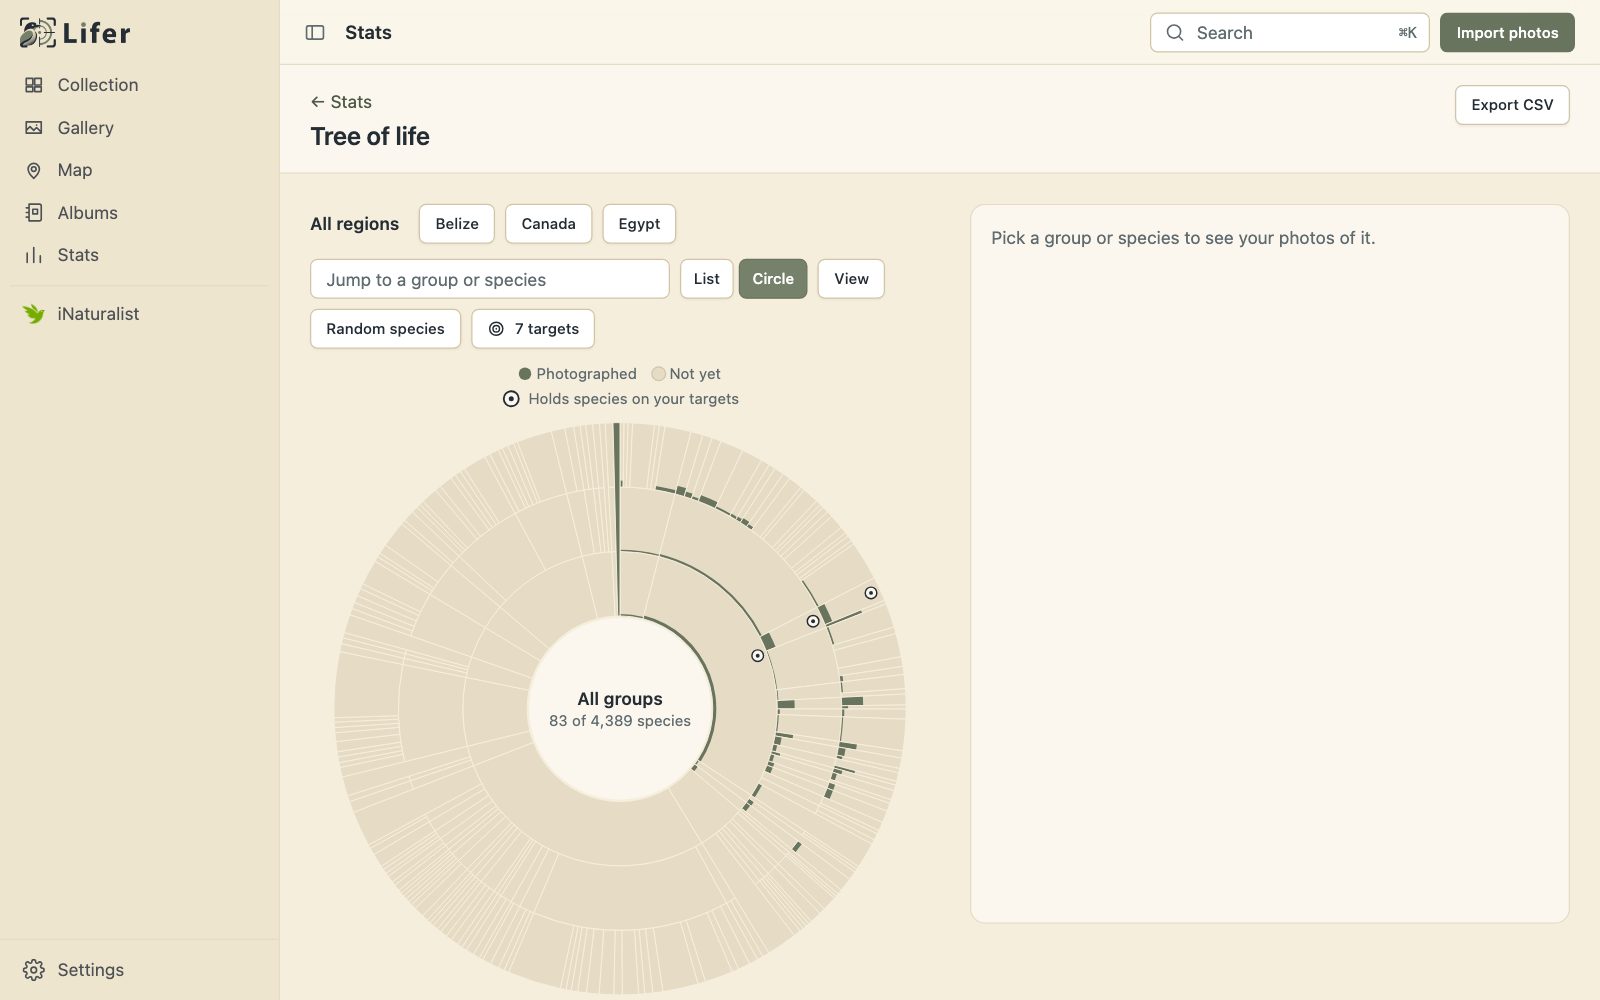 Lifer
Collection
Gallery
Map
Albums
Stats
iNaturalist
Settings
Stats
Search
⌘K
Import photos
← Stats
Tree of life
Export CSV
All regions
Belize
Canada
Egypt
Jump to a group or species
List
Circle
View
Random species
7 targets
Photographed
Not yet
Holds species on your targets
All groups
83 of 4,389 species
Pick a group or species to see your photos of it.